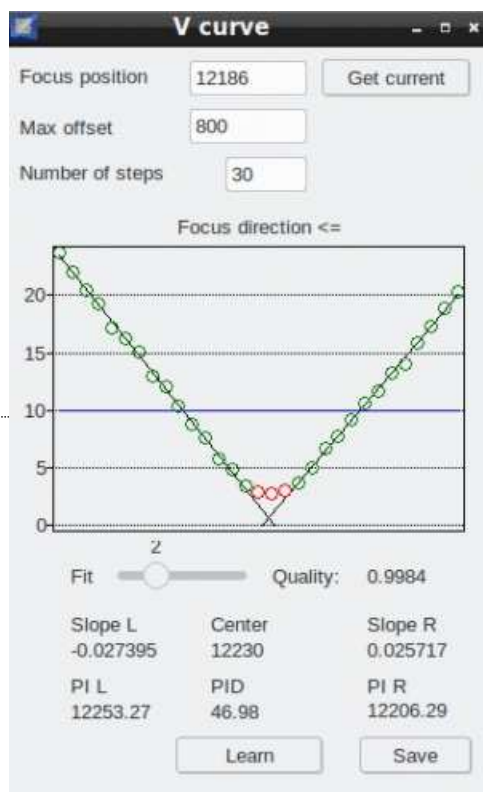 V curve
Focus position 12186 Get current
Max offset 800
Number of steps 30
Focus direction <=
20
15
10
5
0
2
Fit Quality: 0.9984
Slope L Center Slope R
-0.027395 12230 0.025717
PI L PID PI R
12253.27 46.98 12206.29
Learn Save